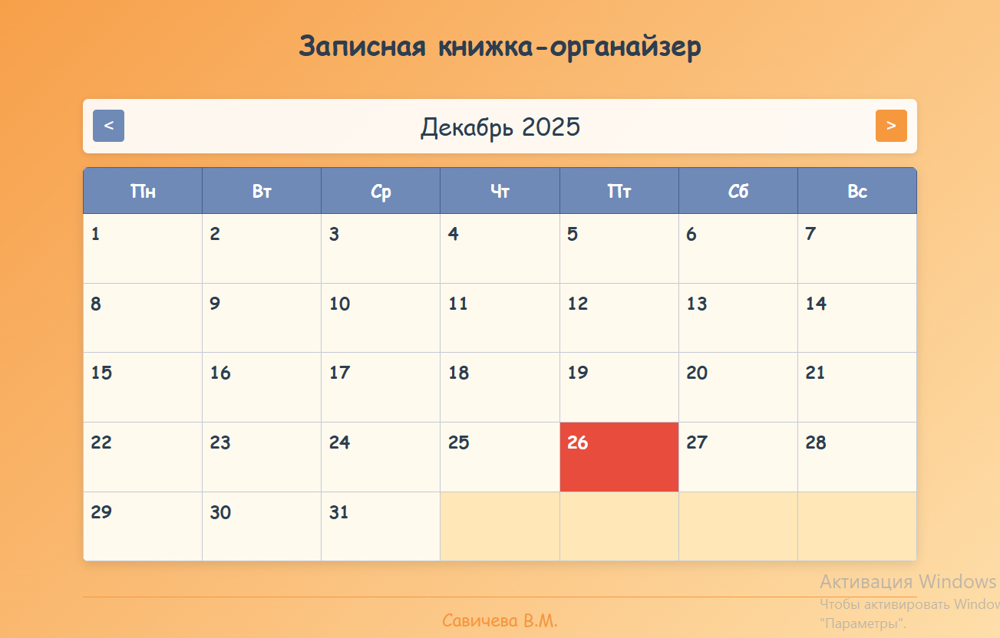 Записная книжка-органайзер
< Декабрь 2025 >
Пн Вт Ср Чт Пт Сб Вс
1 2 3 4 5 6 7
8 9 10 11 12 13 14
15 16 17 18 19 20 21
22 23 24 25 26 27 28
29 30 31
Активация Windows
Чтобы активировать Window
"Параметры".
Савичева В.М.